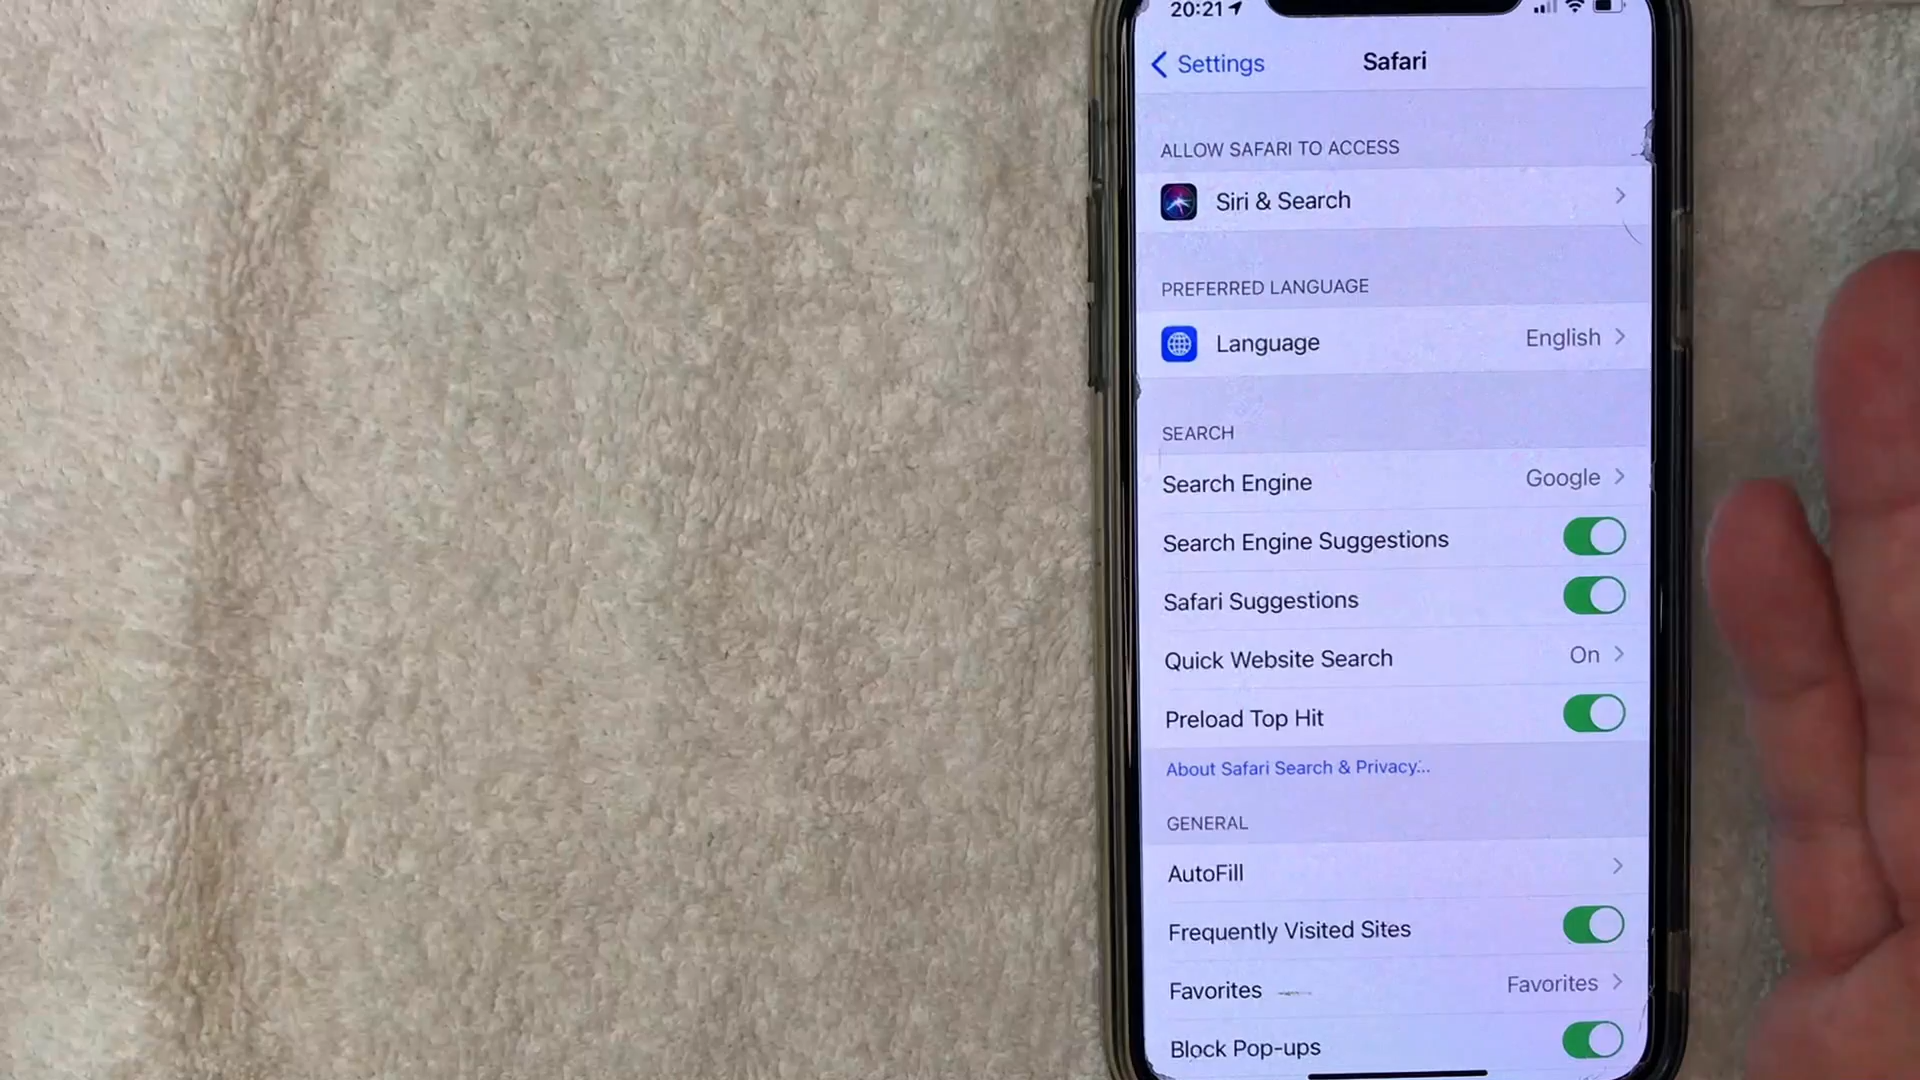 20:21
Settings
Safari
ALLOW SAFARI TO ACCESS
Siri & Search
PREFERRED LANGUAGE
Language English
SEARCH
Search Engine Google
Search Engine Suggestions
Safari Suggestions
Quick Website Search On
Preload Top Hit
About Safari Search & Privacy...
GENERAL
AutoFill
Frequently Visited Sites
Favorites Favorites
Block Pop-ups